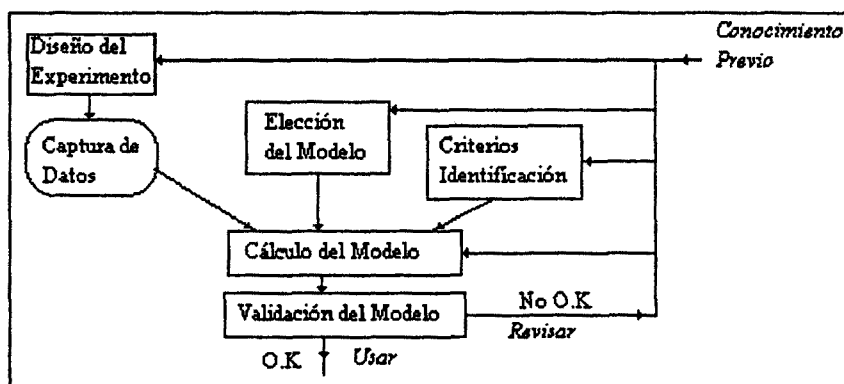 Conocimiento
Previo
Diseño del
Experimento
Captura de
Datos
Elección
del Modelo
Criterios
Identificación
Cálculo del Modelo
Validación del Modelo
No O.K
Revisar
O.K
Usar